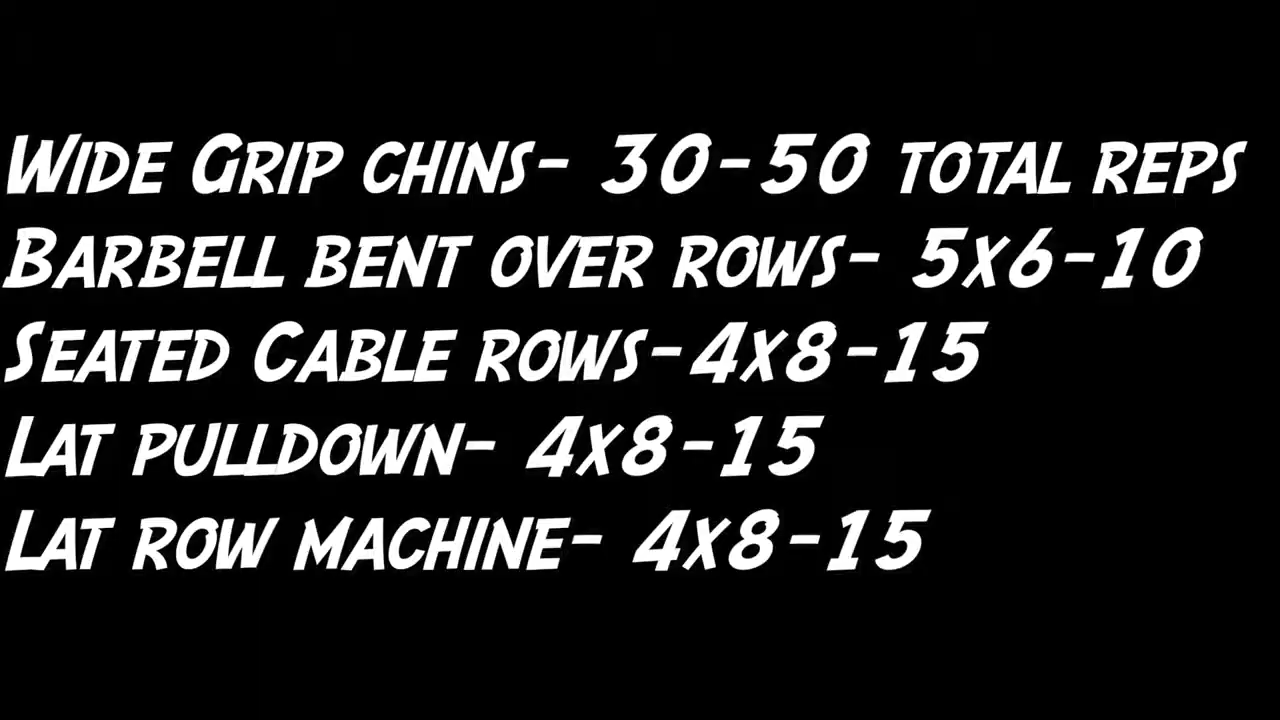 Wide Grip chins- 30-50 total reps
Barbell bent over rows- 5x6-10
Seated Cable rows-4x8-15
Lat pulldown- 4x8-15
Lat row machine- 4x8-15